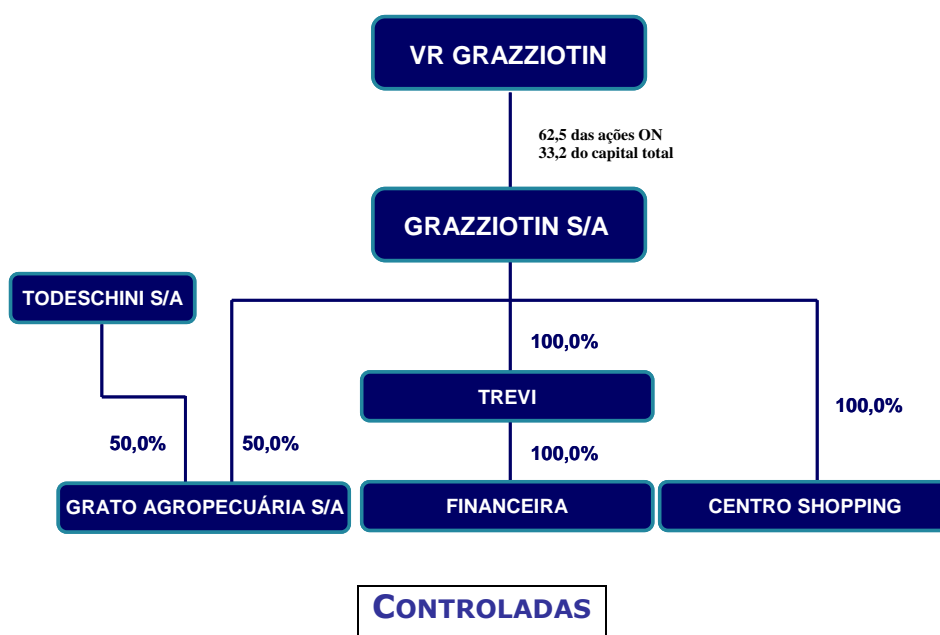 VR GRAZZIOTIN
62,5 das ações ON
33,2 do capital total
GRAZZIOTIN S/A
TODESCHINI S/A
100,0%
TREVI
100,0%
50,0%
50,0%
100,0%
GRATO AGROPECUÁRIA S/A
FINANCEIRA
CENTRO SHOPPING
CONTROLADAS